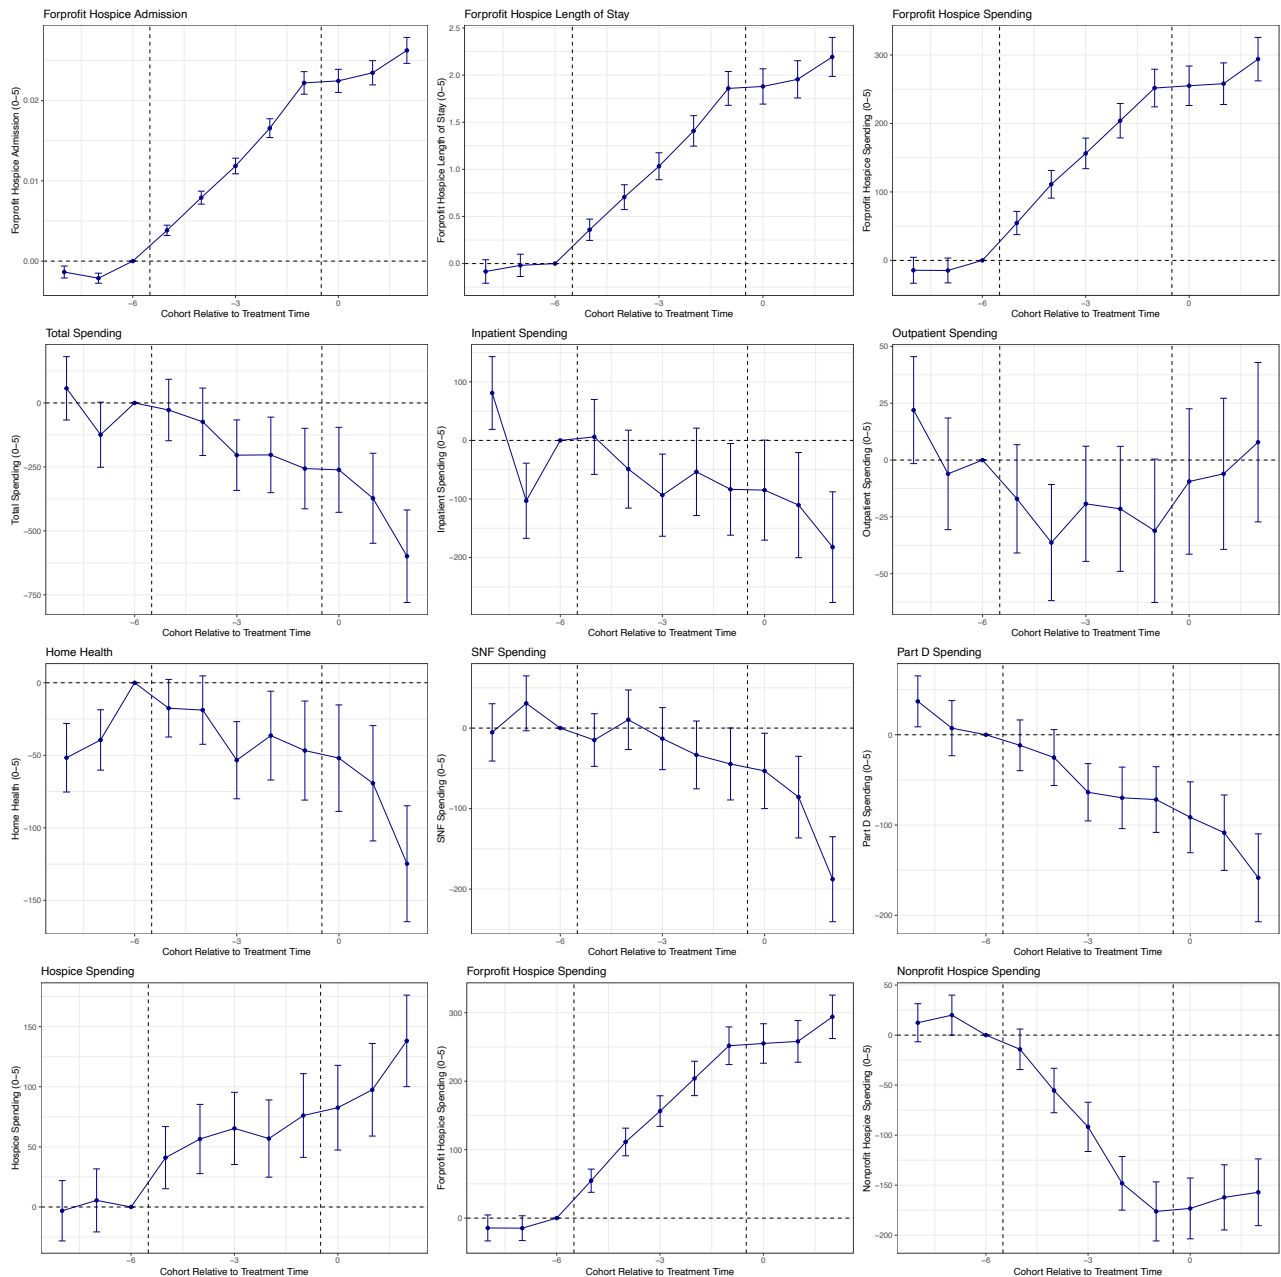 Forprofit Hospice Admission
Forprofit Hospice Admission (0−5)
0.02
0.01
0.00
−6
−3
0
Cohort Relative to Treatment Time
Forprofit Hospice Length of Stay
Forprofit Hospice Length of Stay (0−5)
2.5
2.0
1.5
1.0
0.5
0.0
−6
−3
0
Cohort Relative to Treatment Time
Forprofit Hospice Spending
Forprofit Hospice Spending (0−5)
300
200
100
0
−6
−3
0
Cohort Relative to Treatment Time
Total Spending
Total Spending (0−5)
0
−250
−500
−750
−6
−3
0
Cohort Relative to Treatment Time
Inpatient Spending
Inpatient Spending (0−5)
100
0
−100
−200
−6
−3
0
Cohort Relative to Treatment Time
Outpatient Spending
Outpatient Spending (0−5)
50
25
0
−25
−50
−6
−3
0
Cohort Relative to Treatment Time
Home Health
Home Health (0−5)
0
−50
−100
−150
−6
−3
0
Cohort Relative to Treatment Time
SNF Spending
SNF Spending (0−5)
0
−100
−200
−6
−3
0
Cohort Relative to Treatment Time
Part D Spending
Part D Spending (0−5)
0
−100
−200
−6
−3
0
Cohort Relative to Treatment Time
Hospice Spending
Hospice Spending (0−5)
150
100
50
0
−6
−3
0
Cohort Relative to Treatment Time
Forprofit Hospice Spending
Forprofit Hospice Spending (0−5)
300
200
100
0
−6
−3
0
Cohort Relative to Treatment Time
Nonprofit Hospice Spending
Nonprofit Hospice Spending (0−5)
50
0
−50
−100
−150
−200
−6
−3
0
Cohort Relative to Treatment Time